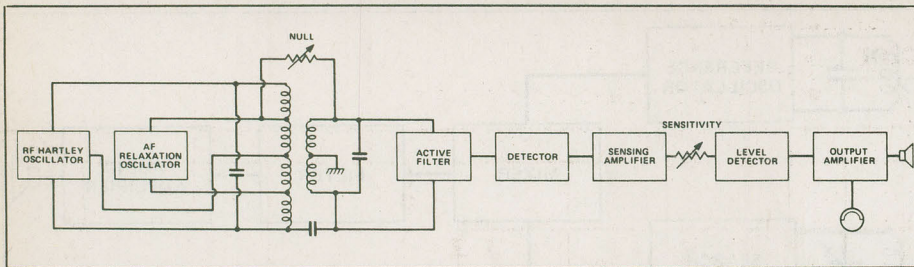 NULL
RF HARTLEY
OSCILLATOR
AF
RELAXATION
OSCILLATOR
ACTIVE
FILTER
DETECTOR
SENSING
AMPLIFIER
SENSITIVITY
LEVEL
DETECTOR
OUTPUT
AMPLIFIER